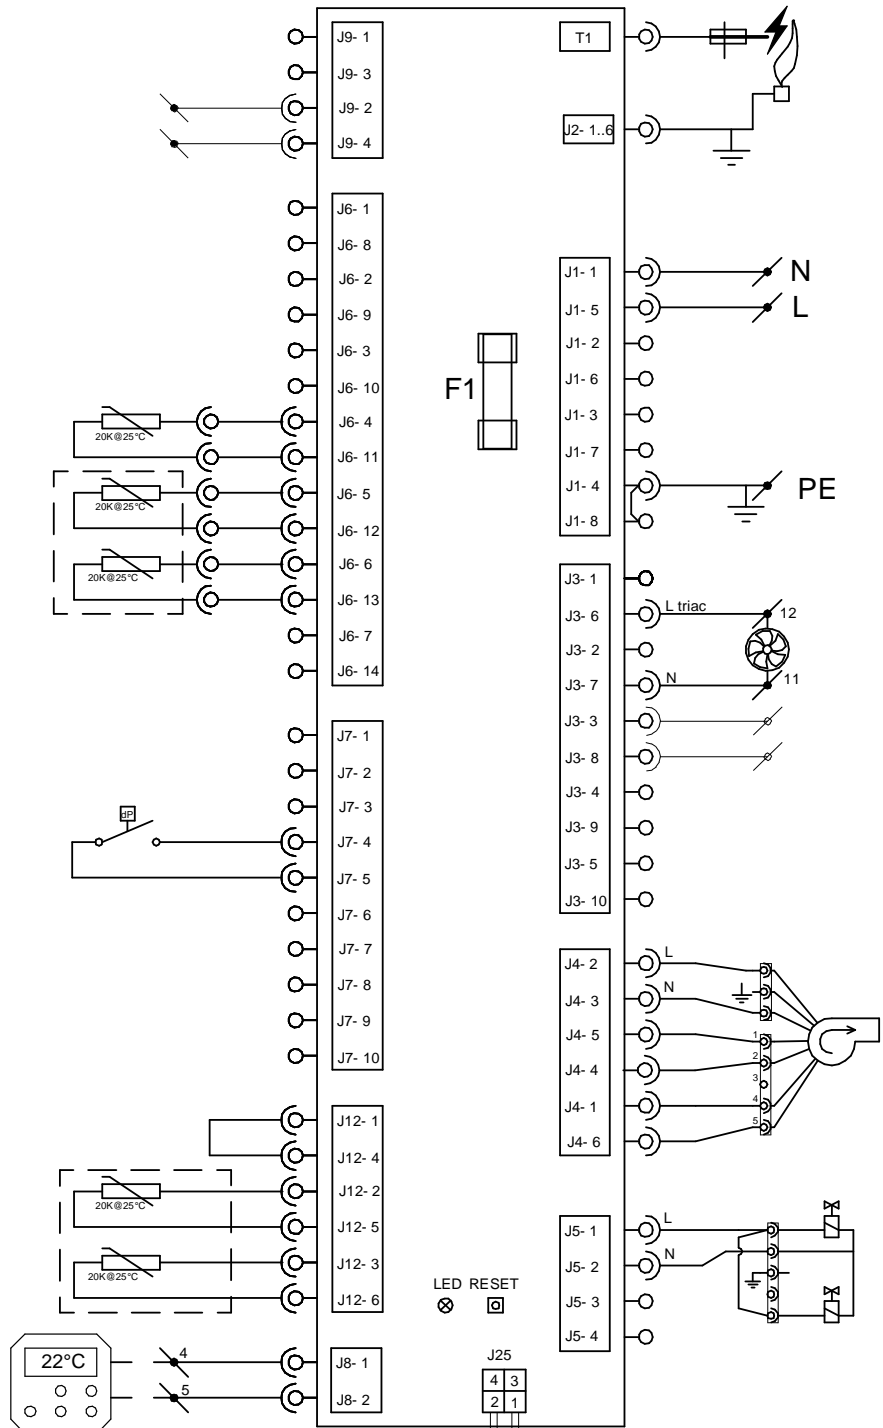 J9- 1
J9- 3
J9- 2
J9- 4
J6- 1
J6- 8
J6- 2
J6- 9
J6- 3
J6- 10
J6- 4
20K@25°C
J6- 11
J6- 5
20K@25°C
J6- 12
J6- 6
20K@25°C
J6- 13
J6- 7
J6- 14
J7- 1
J7- 2
J7- 3
dP
J7- 4
J7- 5
J7- 6
J7- 7
J7- 8
J7- 9
J7- 10
J12- 1
J12- 4
J12- 2
20K@25°C
J12- 5
J12- 3
20K@25°C
J12- 6
22°C
4
J8- 1
5
J8- 2
F1
LED RESET
J25
4 3
2 1
T1
J2- 1..6
J1- 1 N
J1- 5 L
J1- 2
J1- 6
J1- 3
J1- 7
J1- 4 PE
J1- 8
J3- 1
J3- 6 L triac 12
J3- 2
J3- 7 N 11
J3- 3
J3- 8
J3- 4
J3- 9
J3- 5
J3- 10
J4- 2 L
J4- 3 N
J4- 5 1
J4- 4 2
3
J4- 1 4
J4- 6 5
J5- 1 L
J5- 2 N
J5- 3
J5- 4